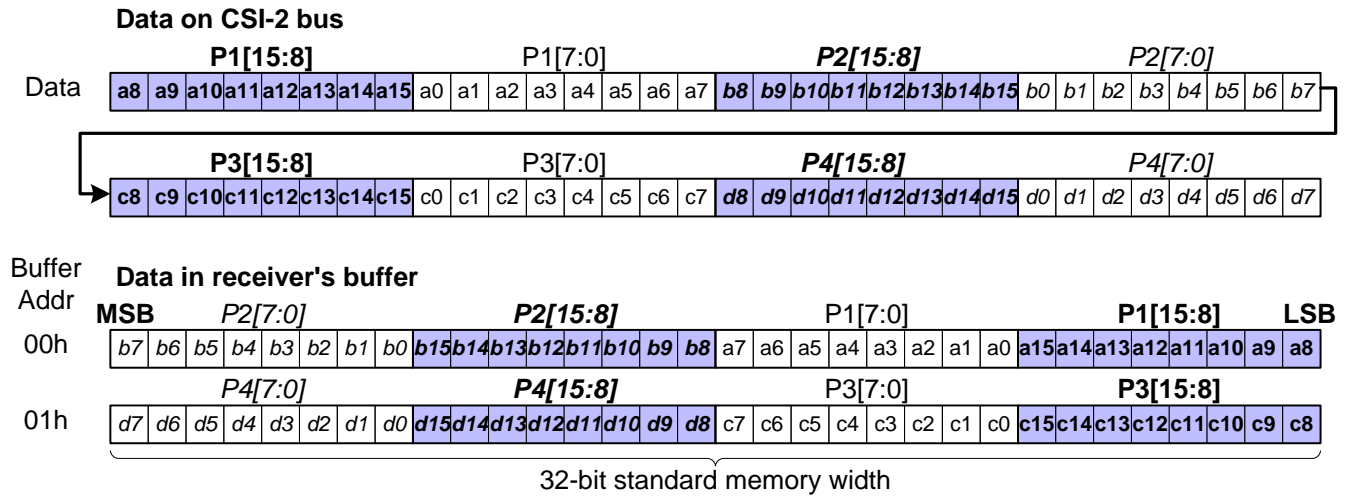 Data on CSI-2 bus
P1[15:8] P1[7:0] P2[15:8] P2[7:0]
Data a8 a9 a10 a11 a12 a13 a14 a15 a0 a1 a2 a3 a4 a5 a6 a7 b8 b9 b10 b11 b12 b13 b14 b15 b0 b1 b2 b3 b4 b5 b6 b7
P3[15:8] P3[7:0] P4[15:8] P4[7:0]
c8 c9 c10 c11 c12 c13 c14 c15 c0 c1 c2 c3 c4 c5 c6 c7 d8 d9 d10 d11 d12 d13 d14 d15 d0 d1 d2 d3 d4 d5 d6 d7
Buffer Addr
Data in receiver's buffer
MSB P2[7:0] P2[15:8] P1[7:0] P1[15:8] LSB
00h b7 b6 b5 b4 b3 b2 b1 b0 b15 b14 b13 b12 b11 b10 b9 b8 a7 a6 a5 a4 a3 a2 a1 a0 a15 a14 a13 a12 a11 a10 a9 a8
P4[7:0] P4[15:8] P3[7:0] P3[15:8]
01h d7 d6 d5 d4 d3 d2 d1 d0 d15 d14 d13 d12 d11 d10 d9 d8 c7 c6 c5 c4 c3 c2 c1 c0 c15 c14 c13 c12 c11 c10 c9 c8
32-bit standard memory width